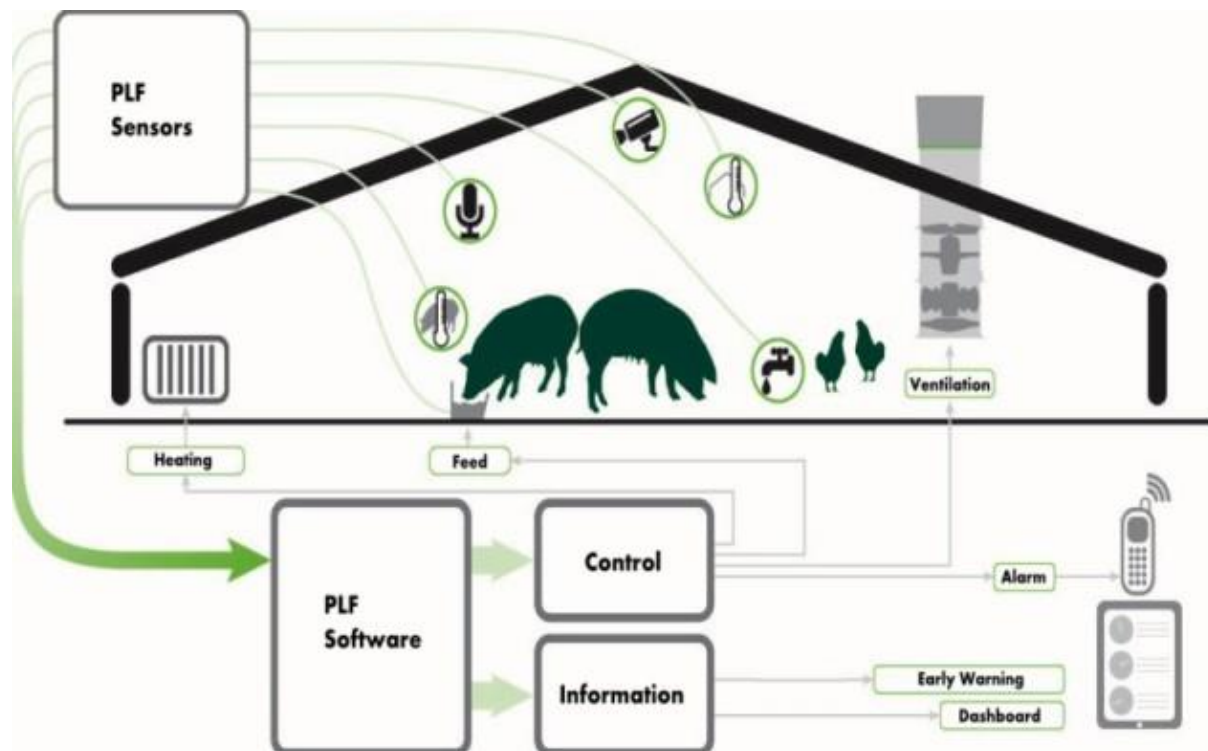 PLF
Sensors
Ventilation
Heating
Feed
Control
Alarm
PLF
Software
Information
Early Warning
Dashboard